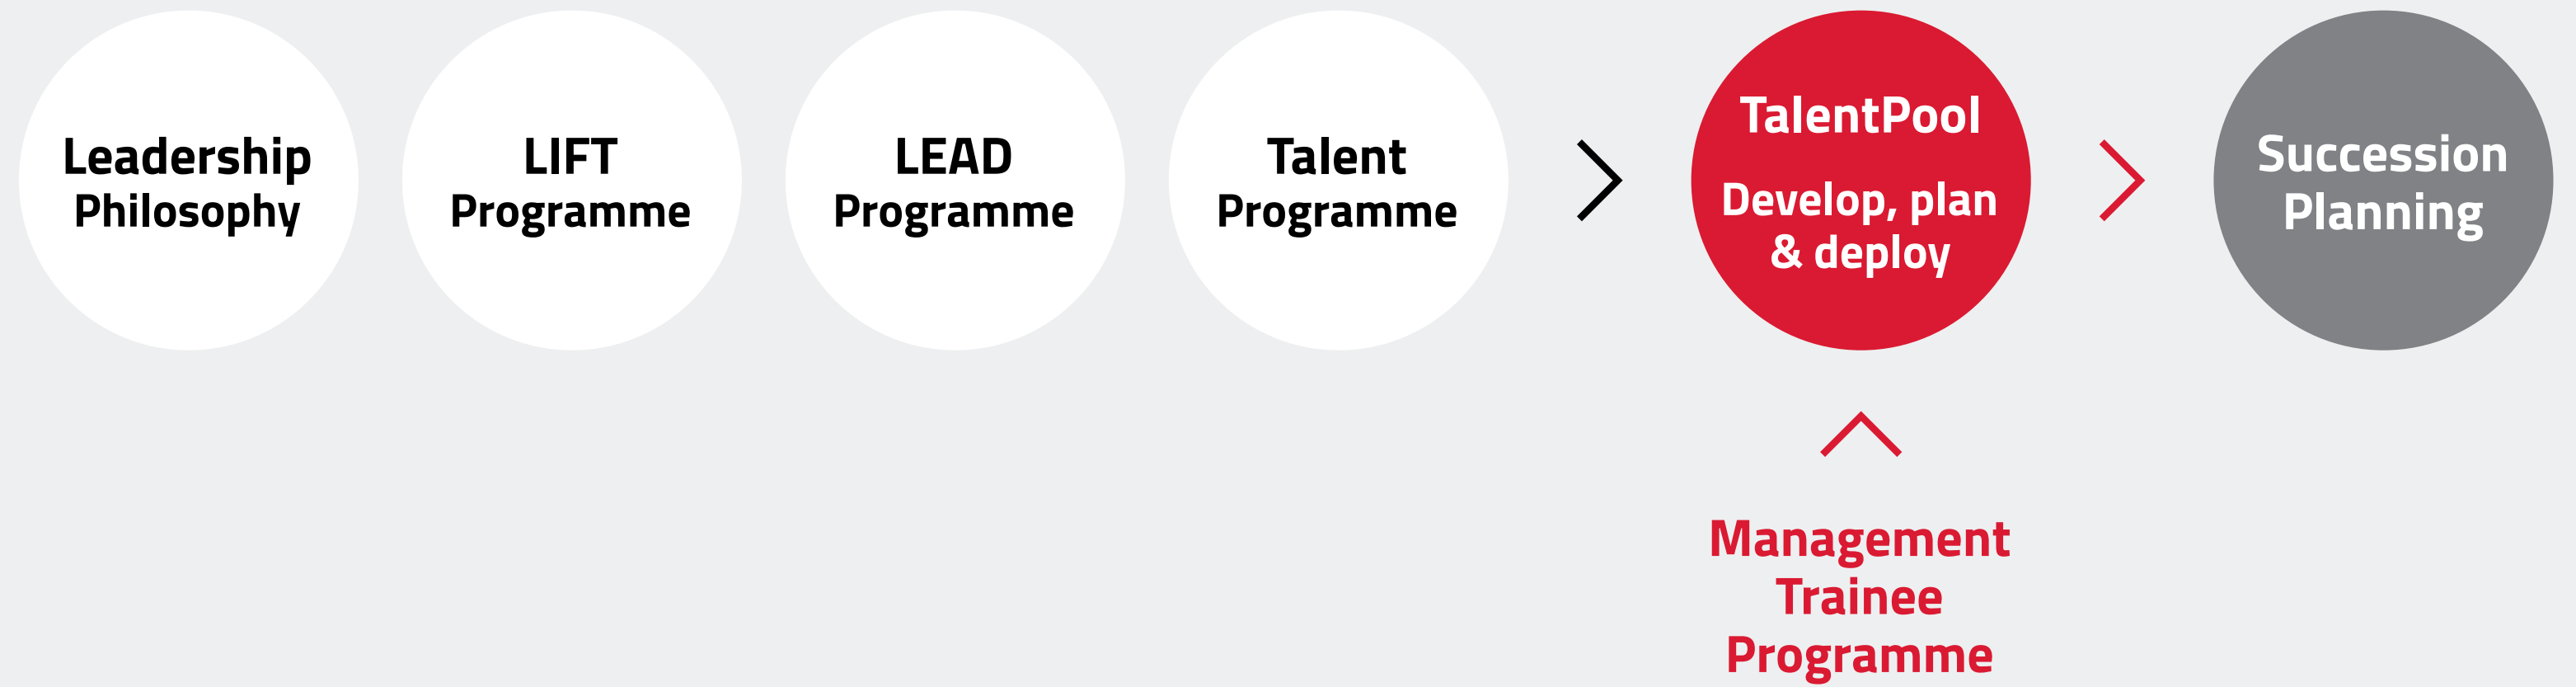 Leadership
Philosophy
LIFT
Programme
LEAD
Programme
Talent
Programme
TalentPool
Develop, plan
& deploy
Succession
Planning
Management
Trainee
Programme